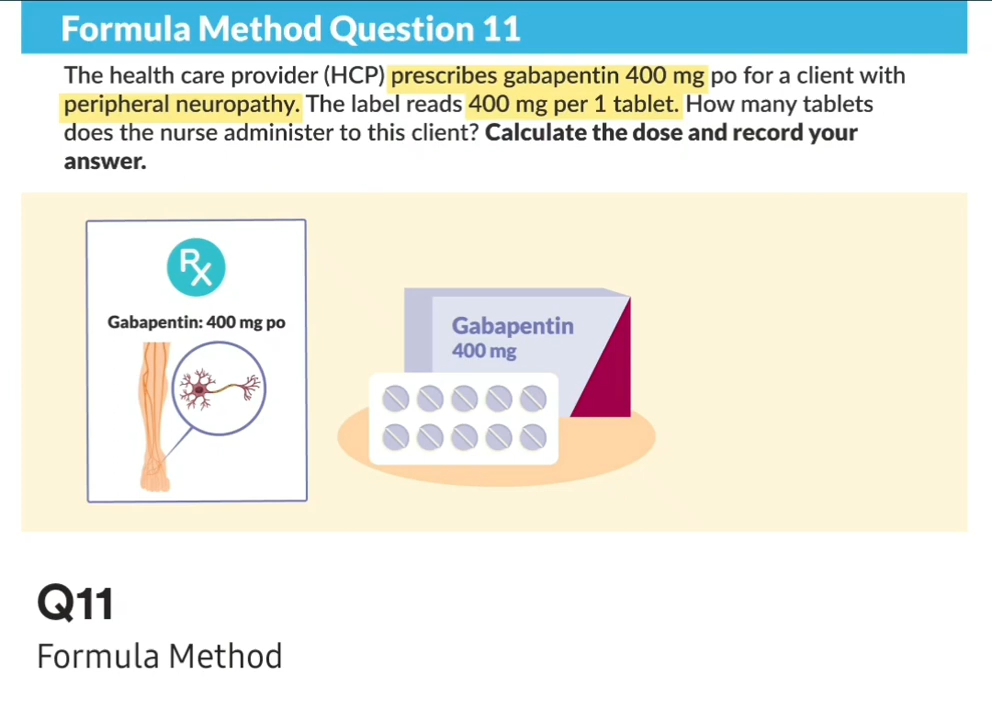 Formula Method Question 11
The health care provider (HCP) prescribes gabapentin 400 mg po for a client with
peripheral neuropathy. The label reads 400 mg per 1 tablet. How many tablets
does the nurse administer to this client? Calculate the dose and record your
answer.
Rx
Gabapentin: 400 mg po
Gabapentin
400 mg
Q11
Formula Method